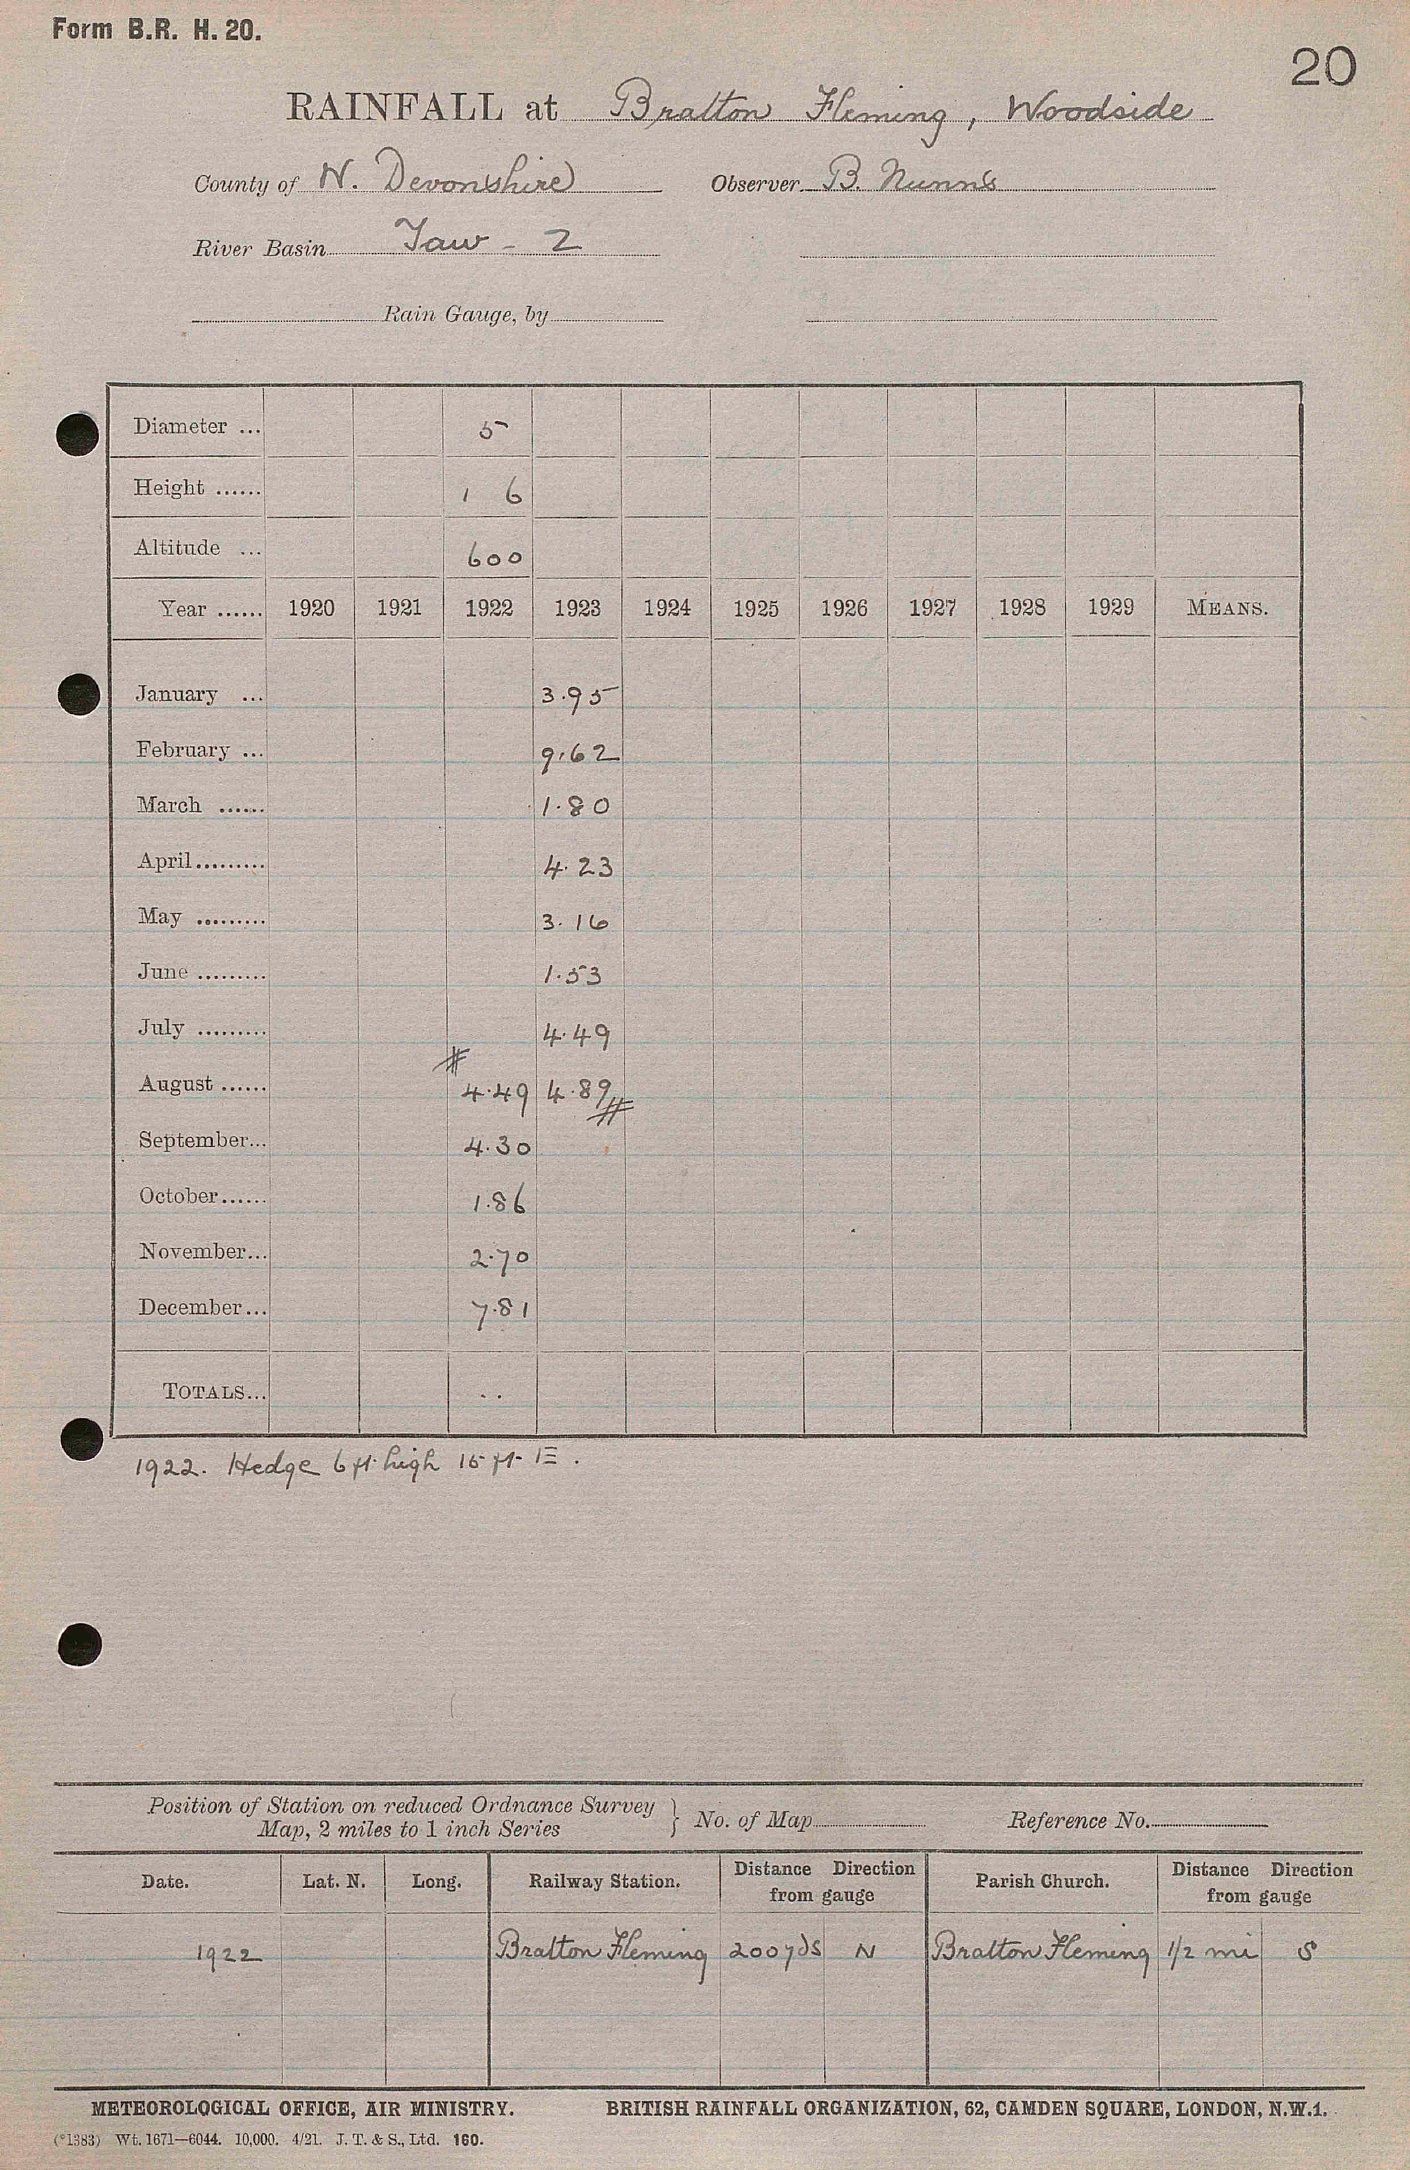 Form B.R. H. 20.
20
RAINFALL at Bratton Fleming, Woodside
County of N. Devonshire Observer B. Nunns
River Basin Taw - 2
Rain Gauge, by
Diameter ... 5
Height ...... 1 6
Altitude ... 600
Year ...... 1920 1921 1922 1923 1924 1925 1926 1927 1928 1929 MEANS.
January ... 3.95
February ... 9.62
March ...... 1.80
April ......... 4.23
May ......... 3.16
June ......... 1.53
July ......... 4.49
#
August ...... 4.49 4.89 #
September... 4.30
October...... 1.86
November... 2.70
December... 7.81
TOTALS... ..
1922. Hedge 6 ft. high 15 ft. E.
Position of Station on reduced Ordnance Survey
Map, 2 miles to 1 inch Series } No. of Map Reference No.
Date. Lat. N. Long. Railway Station. Distance Direction from gauge Parish Church. Distance Direction from gauge
1922 Bratton Fleming 200 yds N Bratton Fleming 1/2 mi S
METEOROLOGICAL OFFICE, AIR MINISTRY. BRITISH RAINFALL ORGANIZATION, 62, CAMDEN SQUARE, LONDON, N.W.1.
(*1383) Wt. 1671—6044. 10,000. 4/21. J. T. & S., Ltd. 160.